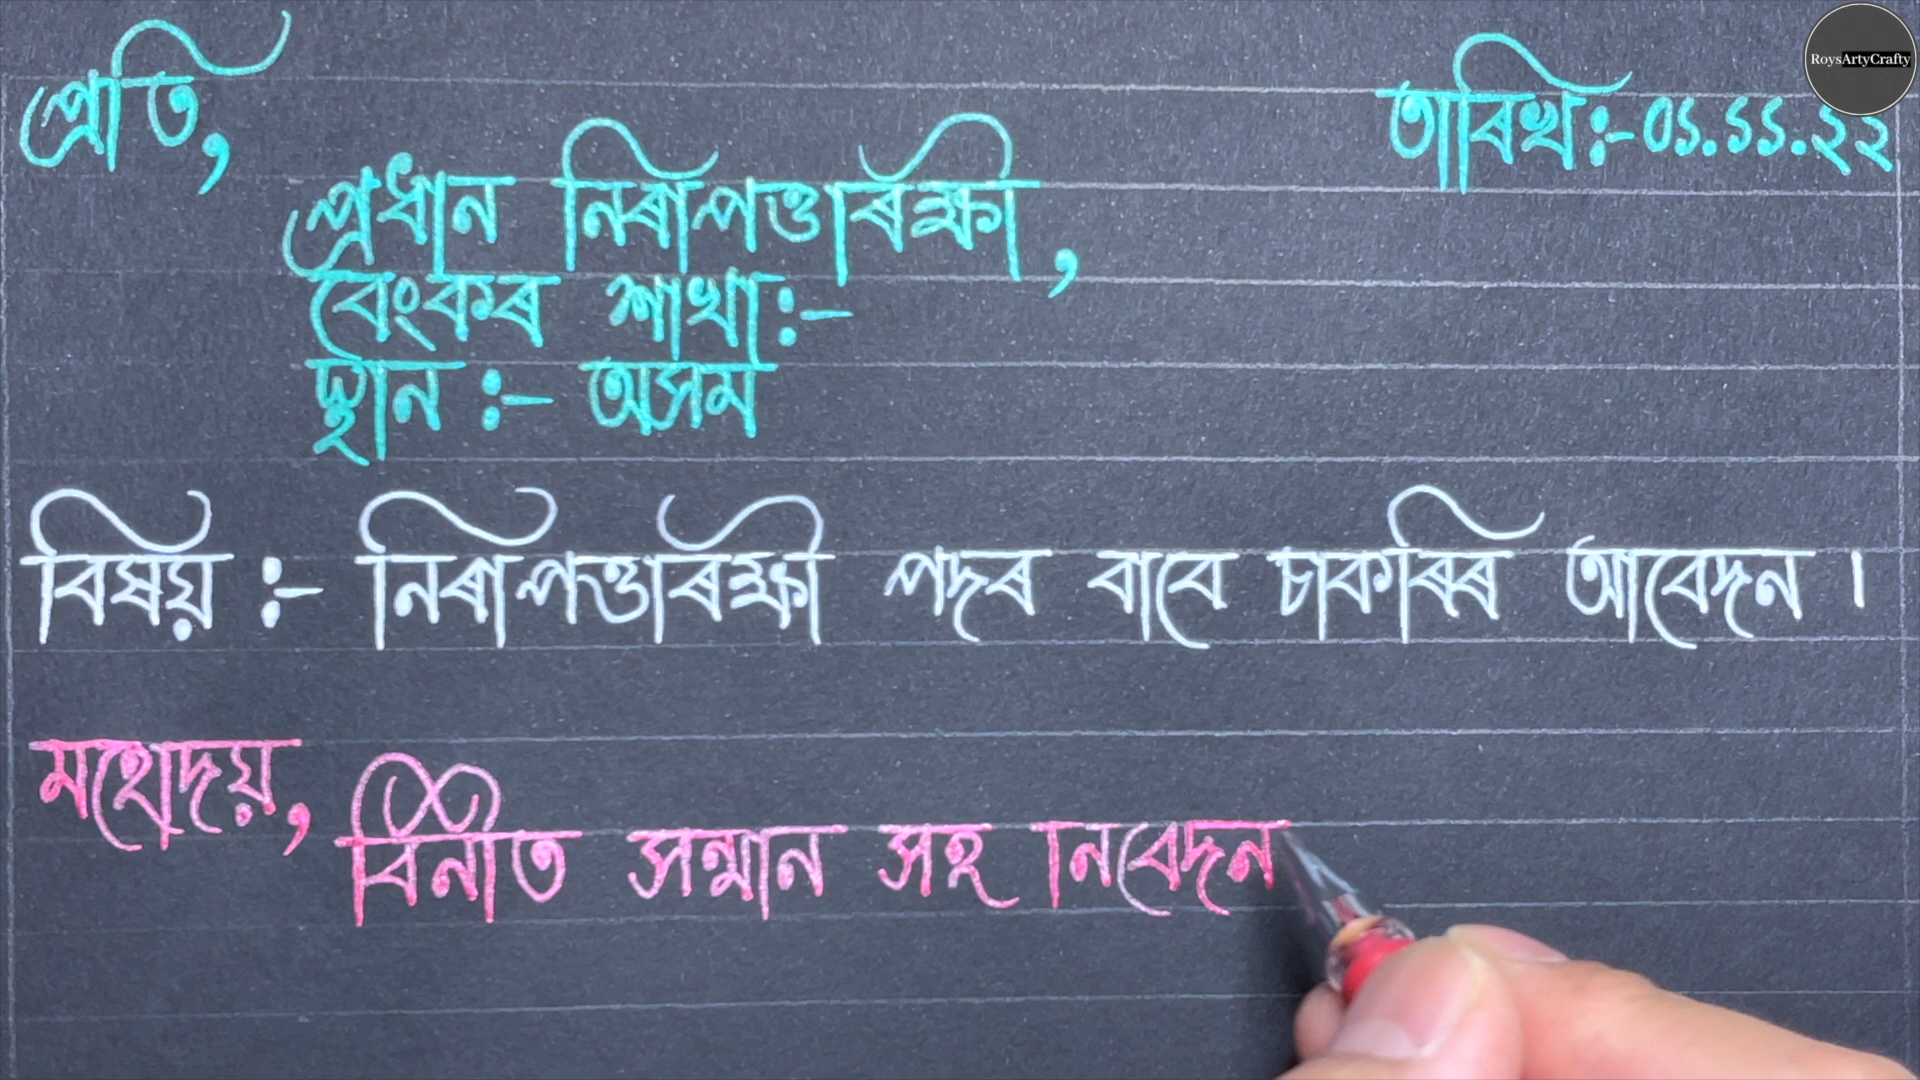 RoysArtyCrafty
প্ৰতি,
তাৰিখ:-০১.১১.২২
প্ৰধান নিৰাপত্তাৰক্ষী,
বেংকৰ শাখা:-
স্থান :- অসম
বিষয় :- নিৰাপত্তাৰক্ষী পদৰ বাবে চাকৰিৰ আবেদন ।
মহোদয়,
বিনীত সন্মান সহ নিবেদন